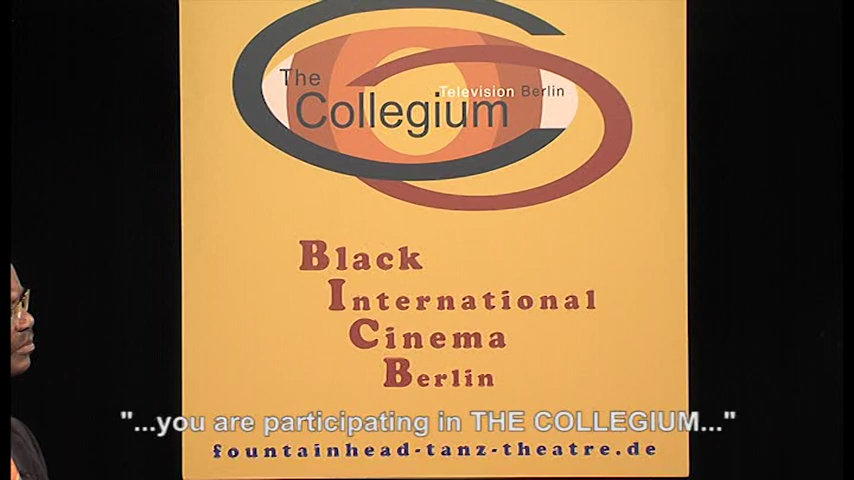 The
Television Berlin
Collegium
Black
International
Cinema
Berlin
"...you are participating in THE COLLEGIUM..."
fountainhead-tanz-theatre.de